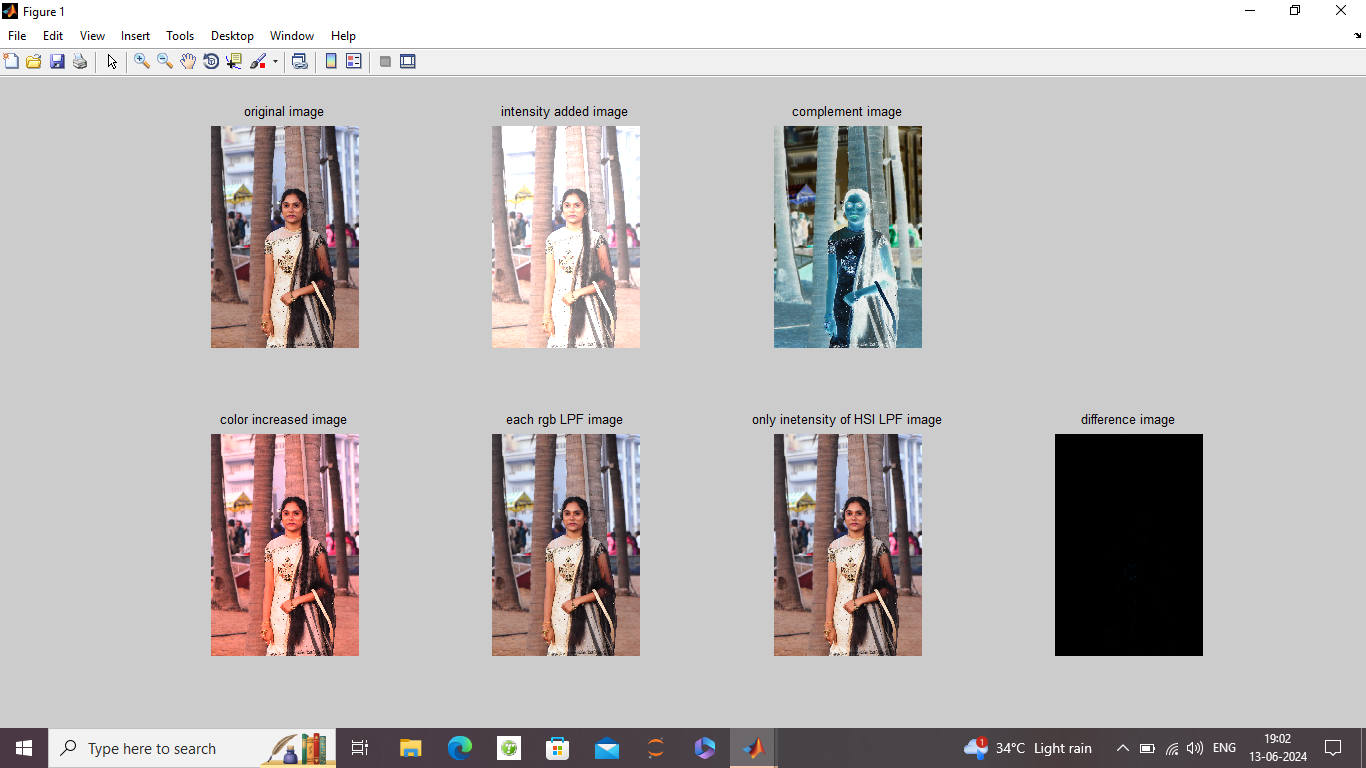 Figure 1
File Edit View Insert Tools Desktop Window Help
original image
intensity added image
complement image
color increased image
each rgb LPF image
only inetensity of HSI LPF image
difference image
Type here to search
1
34°C Light rain
ENG
19:02
13-06-2024